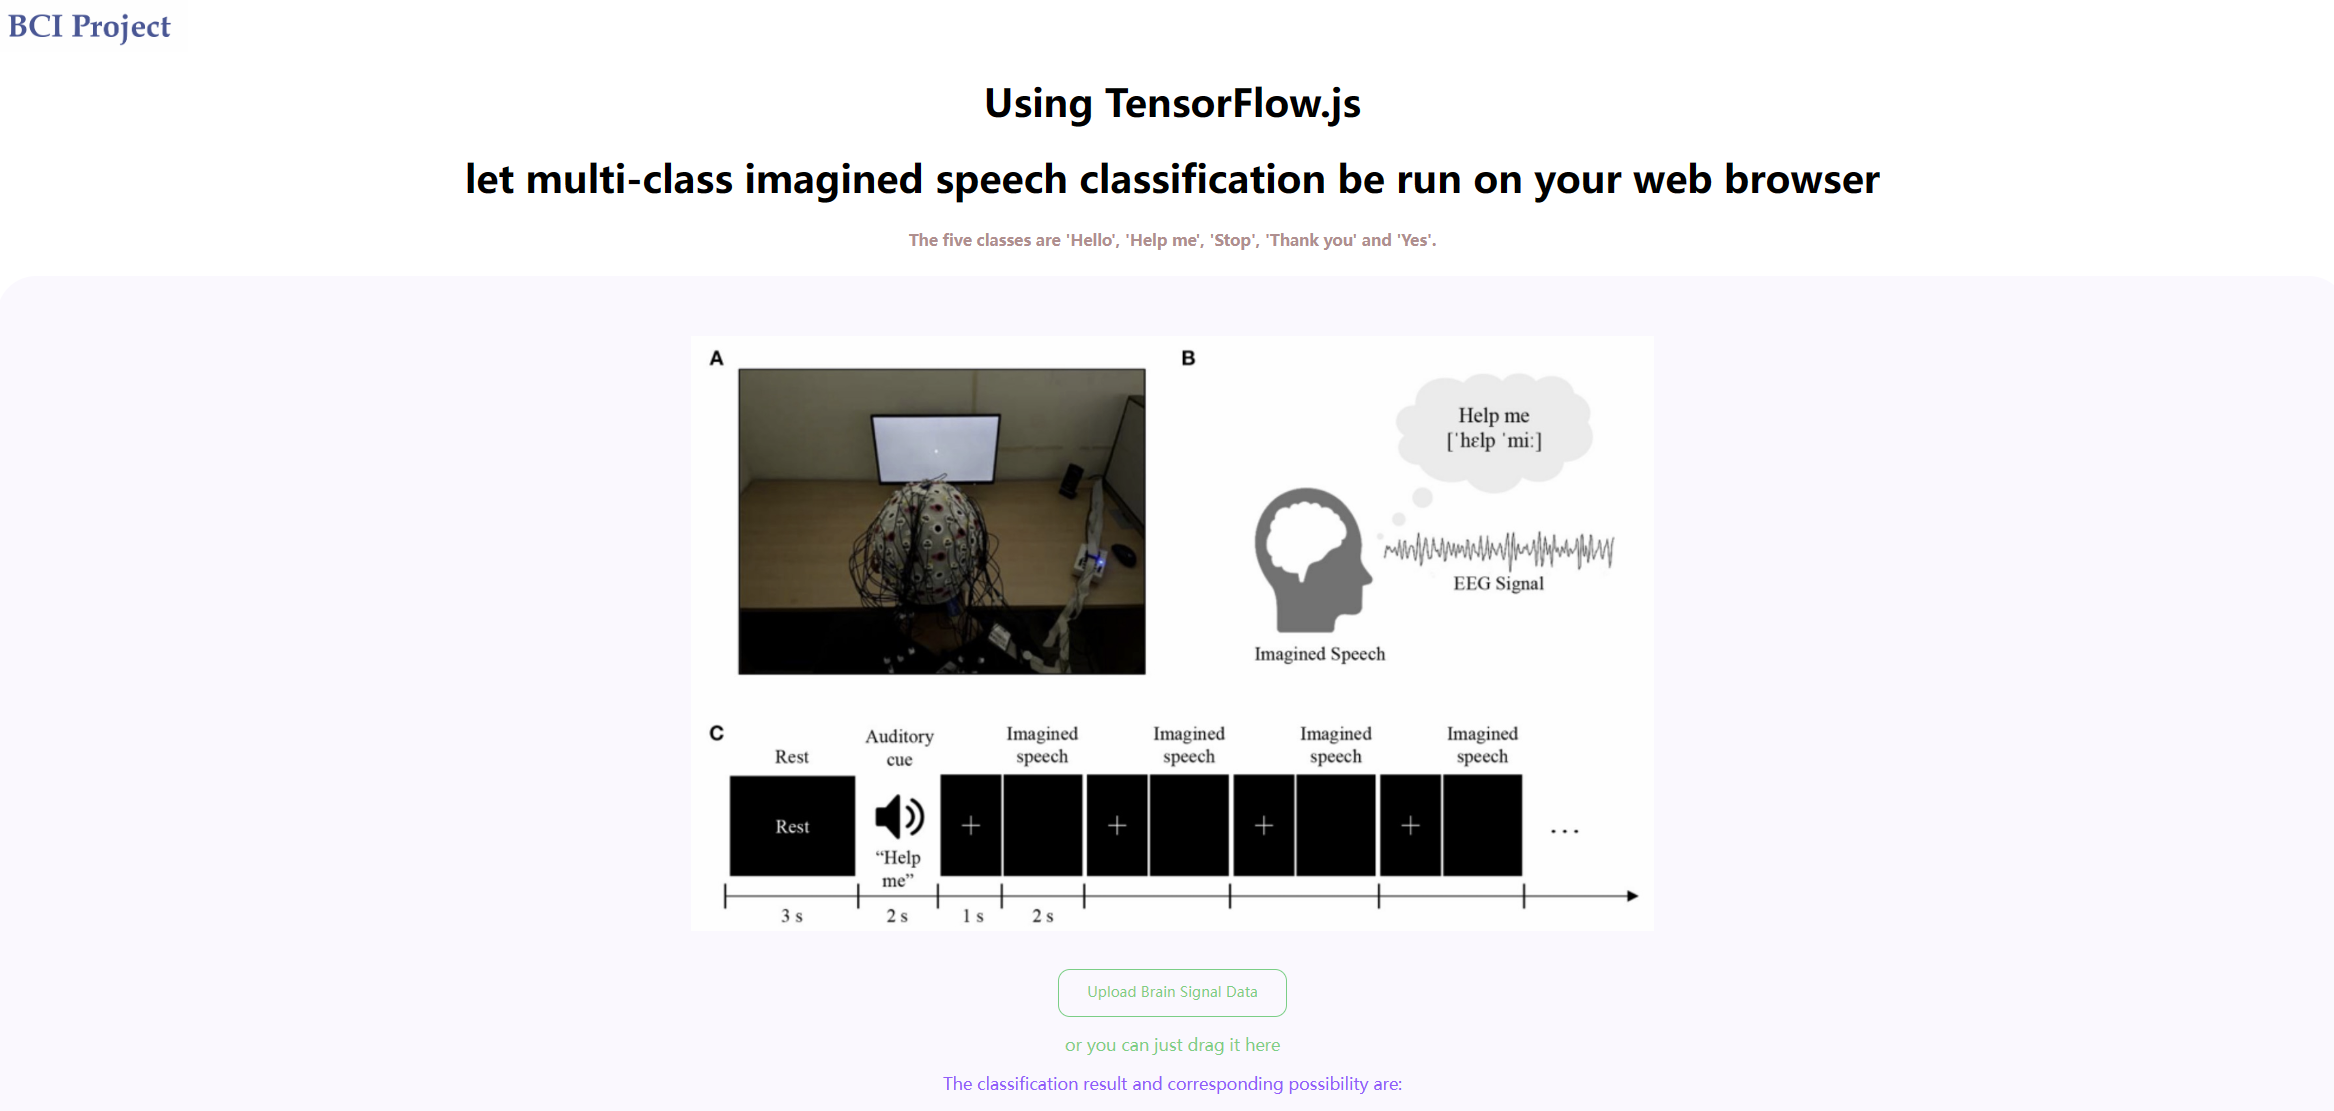 BCI Project
Using TensorFlow.js
let multi-class imagined speech classification be run on your web browser
The five classes are 'Hello', 'Help me', 'Stop', 'Thank you' and 'Yes'.
A
B
Help me
[ˈhɛlp ˈmiː]
EEG Signal
Imagined Speech
C
Rest
Auditory
cue
Imagined
speech
Imagined
speech
Imagined
speech
Imagined
speech
Rest
“Help
me”
+
+
+
+
...
3 s
2 s
1 s
2 s
Upload Brain Signal Data
or you can just drag it here
The classification result and corresponding possibility are: